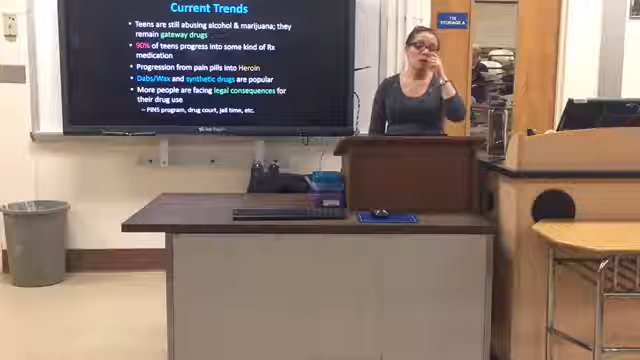 Current Trends
• Teens are still abusing alcohol & marijuana; they
remain gateway drugs
• 90% of teens progress into some kind of Rx
medication
• Progression from pain pills into Heroin
• Dabs/Wax and synthetic drugs are popular
• More people are facing legal consequences for
their drug use
– PINS program, drug court, jail time, etc.
STORAGE A